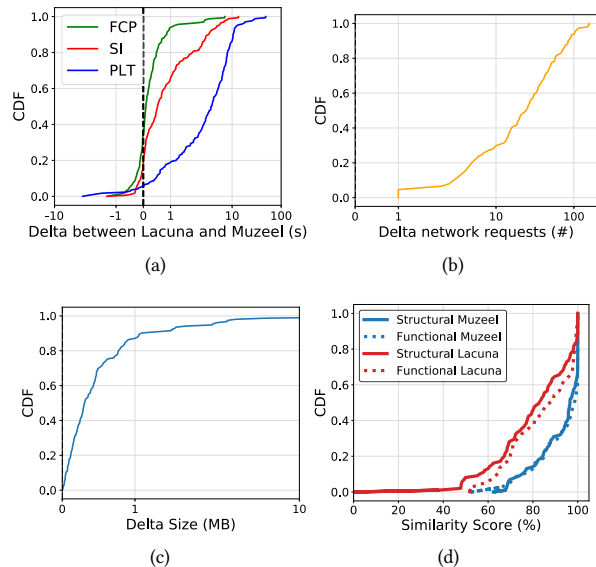 1.0
0.8
0.6
0.4
0.2
0.0
CDF
FCP
SI
PLT
-10 -1 0 1 10 100
Delta between Lacuna and Muzeel (s)
(a)
1.0
0.8
0.6
0.4
0.2
0.0
CDF
0 1 10 100
Delta network requests (#)
(b)
1.0
0.8
0.6
0.4
0.2
0.0
CDF
0 1 10
Delta Size (MB)
(c)
1.0
0.8
0.6
0.4
0.2
0.0
CDF
Structural Muzeel
Functional Muzeel
Structural Lacuna
Functional Lacuna
0 20 40 60 80 100
Similarity Score (%)
(d)